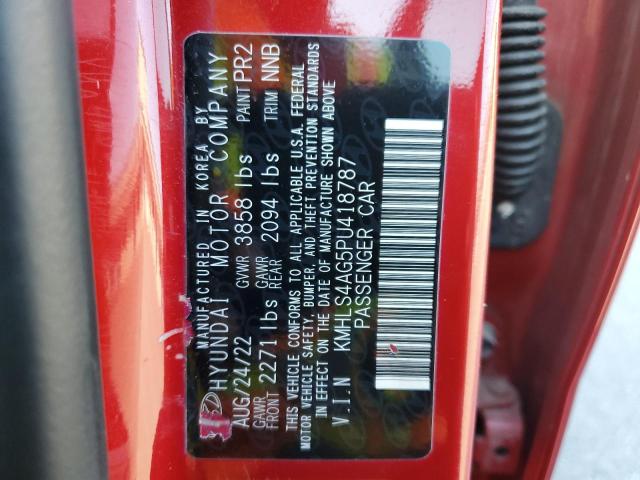 MANUFACTURED IN KOREA BY
HYUNDAI MOTOR COMPANY
AUG/24/22 GVWR 3858 lbs PAINT PR2
GAWR FRONT 2271 lbs GAWR REAR 2094 lbs TRIM NNB
THIS VEHICLE CONFORMS TO ALL APPLICABLE U.S.A. FEDERAL
MOTOR VEHICLE SAFETY, BUMPER, AND THEFT PREVENTION STANDARDS
IN EFFECT ON THE DATE OF MANUFACTURE SHOWN ABOVE
V.I.N KMHLS4AG5PU418787
PASSENGER CAR